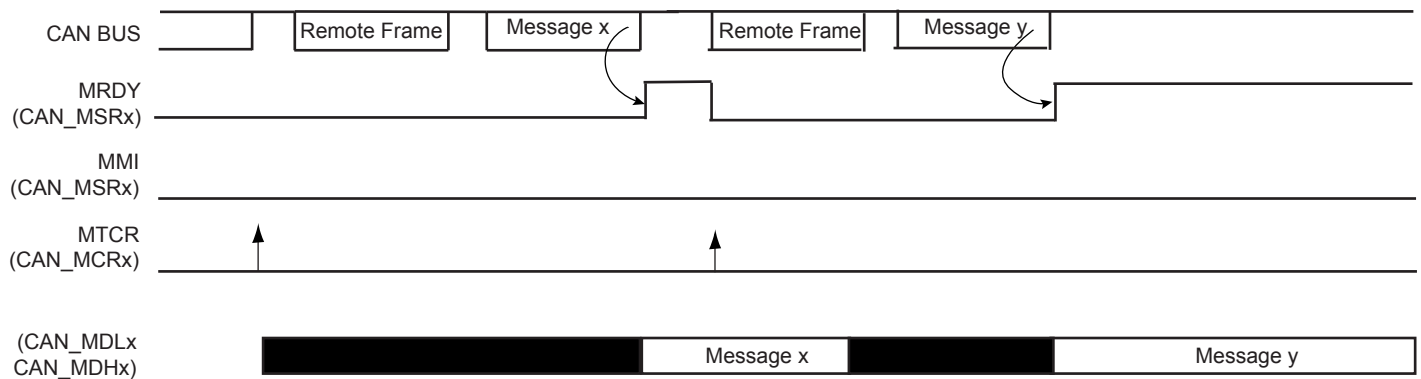 CAN BUS
Remote Frame
Message x
Remote Frame
Message y
MRDY
(CAN_MSRx)
MMI
(CAN_MSRx)
MTCR
(CAN_MCRx)
(CAN_MDLx
CAN_MDHx)
Message x
Message y